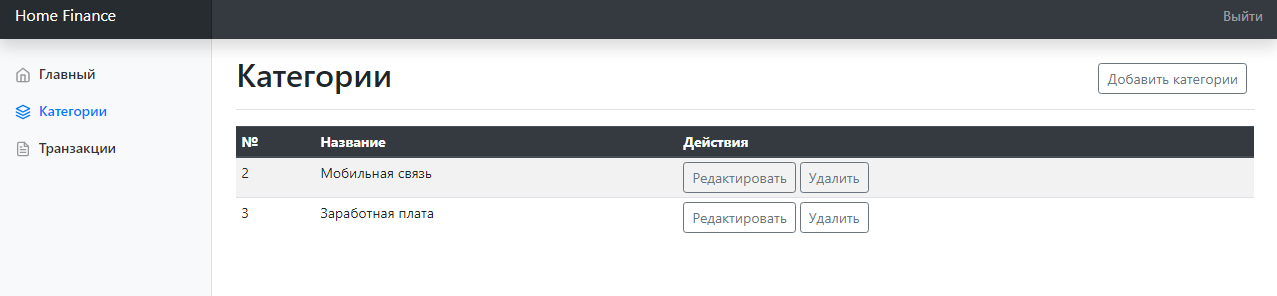 Home Finance
Выйти
Главный
Категории
Транзакции
Категории
Добавить категории
№ Название Действия
2 Мобильная связь Редактировать Удалить
3 Заработная плата Редактировать Удалить